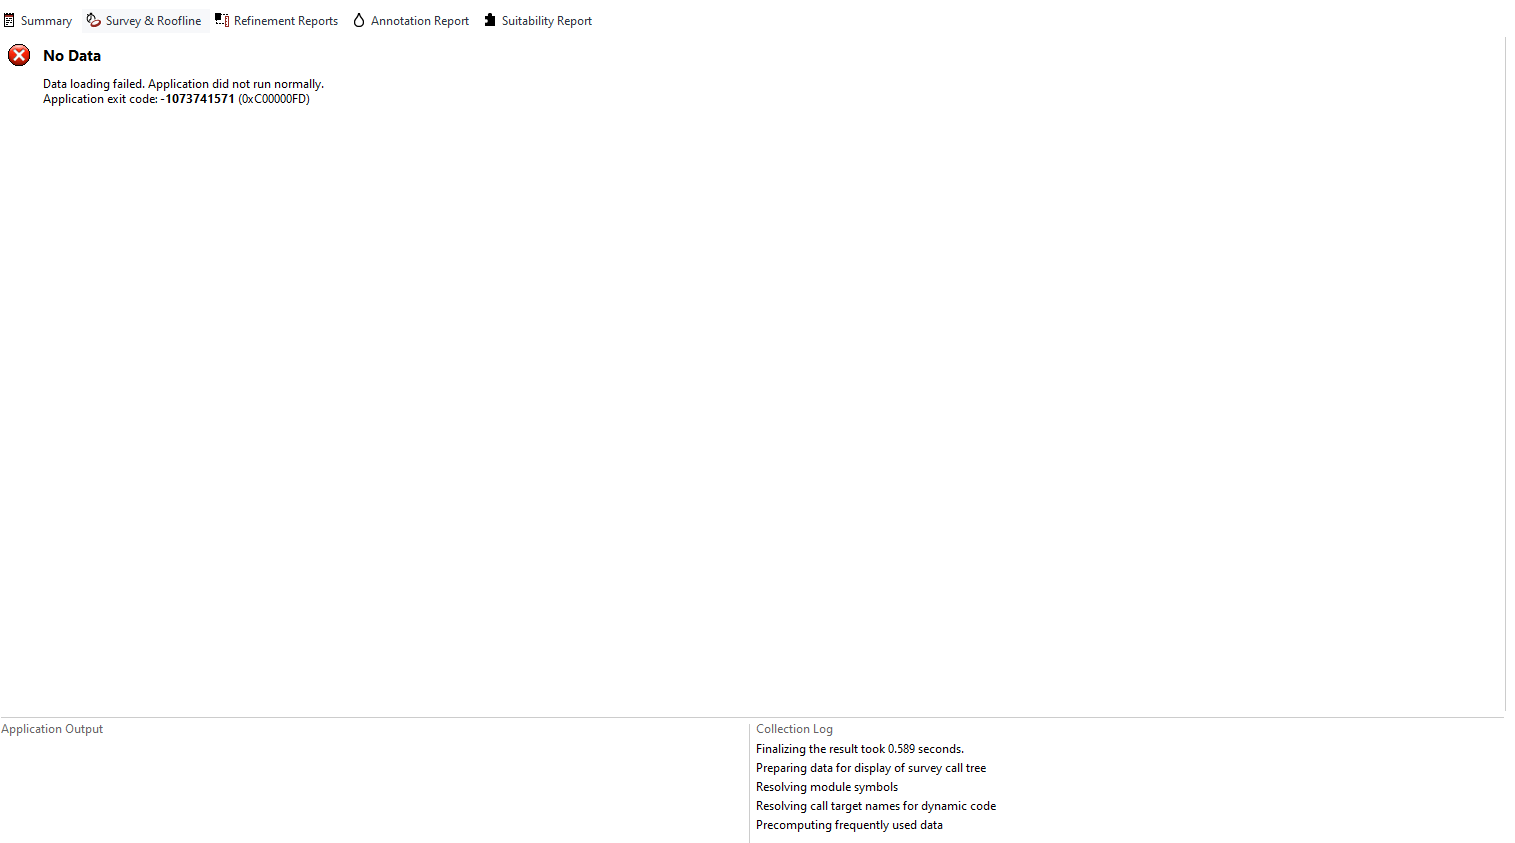 Summary Survey & Roofline Refinement Reports Annotation Report Suitability Report
No Data
Data loading failed. Application did not run normally.
Application exit code: -1073741571 (0xC00000FD)
Application Output
Collection Log
Finalizing the result took 0.589 seconds.
Preparing data for display of survey call tree
Resolving module symbols
Resolving call target names for dynamic code
Precomputing frequently used data